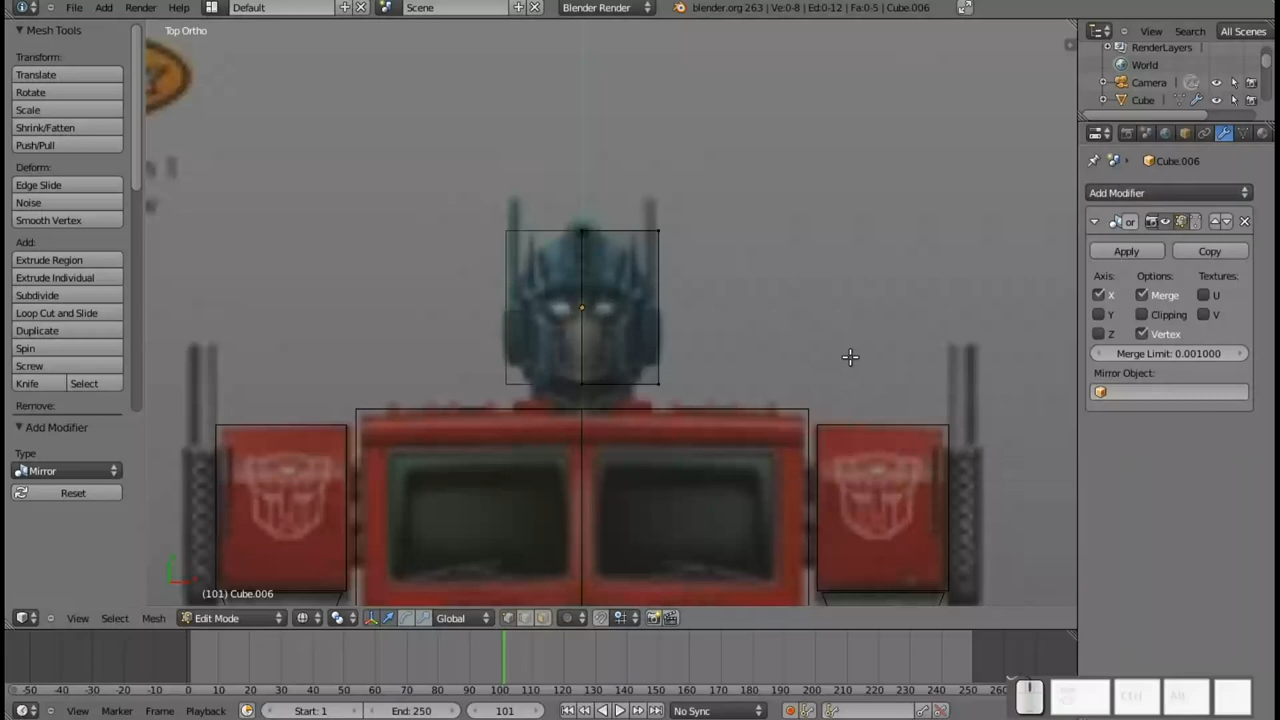 File Add Render Help Default Scene Blender Render blender.org 263 | Ve:0-8 | Ed:0-12 | Fa:0-5 | Cube.006
Mesh Tools
Transform:
Translate
Rotate
Scale
Shrink/Fatten
Push/Pull
Deform:
Edge Slide
Noise
Smooth Vertex
Add:
Extrude Region
Extrude Individual
Subdivide
Loop Cut and Slide
Duplicate
Spin
Screw
Knife Select
Remove:
Add Modifier
Type
Mirror
Reset
Top Ortho
(101) Cube.006
View Select Mesh Edit Mode Global
View Search All Scenes
RenderLayers
World
Camera
Cube
Cube.006
Add Modifier
or
Apply Copy
Axis: Options: Textures:
X Merge U
Y Clipping V
Z Vertex
Merge Limit: 0.001000
Mirror Object:
-50 -40 -30 -20 -10 0 10 20 30 40 50 60 70 80 90 100 110 120 130 140 150 160 170 180 190 200 210 220 230 240 250 260
View Marker Frame Playback Start: 1 End: 250 101 No Sync
Ctrl Alt